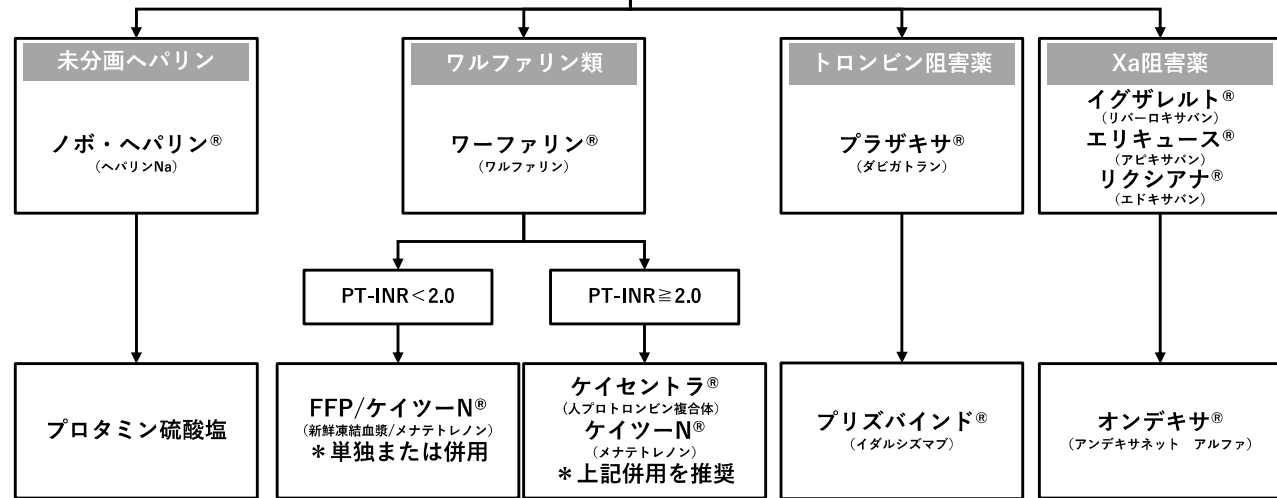 未分画ヘパリン
ノボ・ヘパリン®
(ヘパリンNa)
ワルファリン類
ワーファリン®
(ワルファリン)
トロンビン阻害薬
プラザキサ®
(ダビガトラン)
Xa阻害薬
イグザレルト®
(リバーロキサバン)
エリキュース®
(アピキサバン)
リクシアナ®
(エドキサバン)
PT-INR<2.0
PT-INR≧2.0
プロタミン硫酸塩
FFP/ケイツーN®
(新鮮凍結血漿/メナテトレノン)
＊単独または併用
ケイセントラ®
(人プロトロンビン複合体)
ケイツーN®
(メナテトレノン)
＊上記併用を推奨
プリズバインド®
(イダルシズマブ)
オンデキサ®
(アンデキサネット　アルファ)